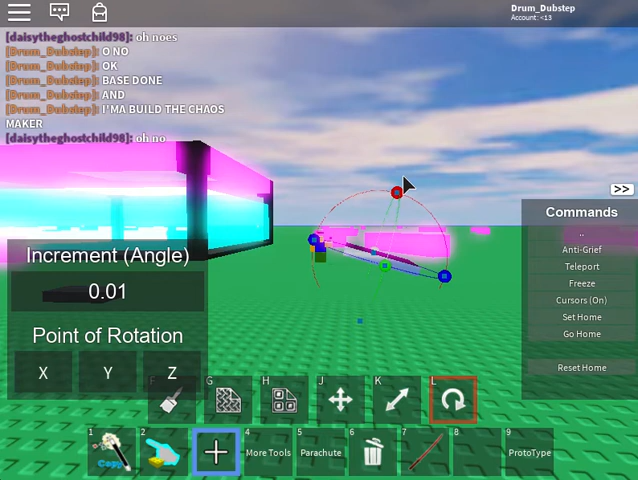 Drum_Dubstep
Account: <13
[daisytheghostchild98]: oh noes
[Drum_Dubstep]: O NO
[Drum_Dubstep]: OK
[Drum_Dubstep]: BASE DONE
[Drum_Dubstep]: AND
[Drum_Dubstep]: I'MA BUILD THE CHAOS
MAKER
[daisytheghostchild98]: oh no
>>
Commands
..
Anti-Grief
Teleport
Freeze
Cursors (On)
Set Home
Go Home
Reset Home
Increment (Angle)
0.01
Point of Rotation
X Y Z
F G H J K L
1 2 3 4 5 6 7 8 9
Copy
More Tools
Parachute
ProtoType